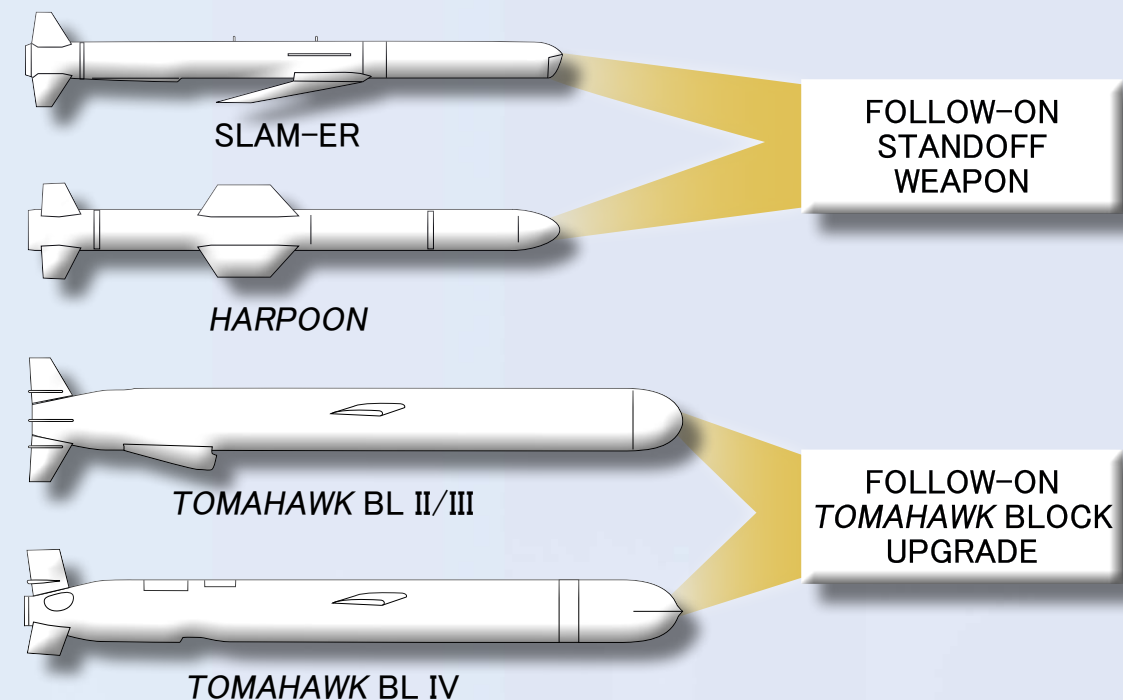 SLAM-ER
FOLLOW-ON
STANDOFF
WEAPON
HARPOON
TOMAHAWK BL II/III
FOLLOW-ON
TOMAHAWK BLOCK
UPGRADE
TOMAHAWK BL IV